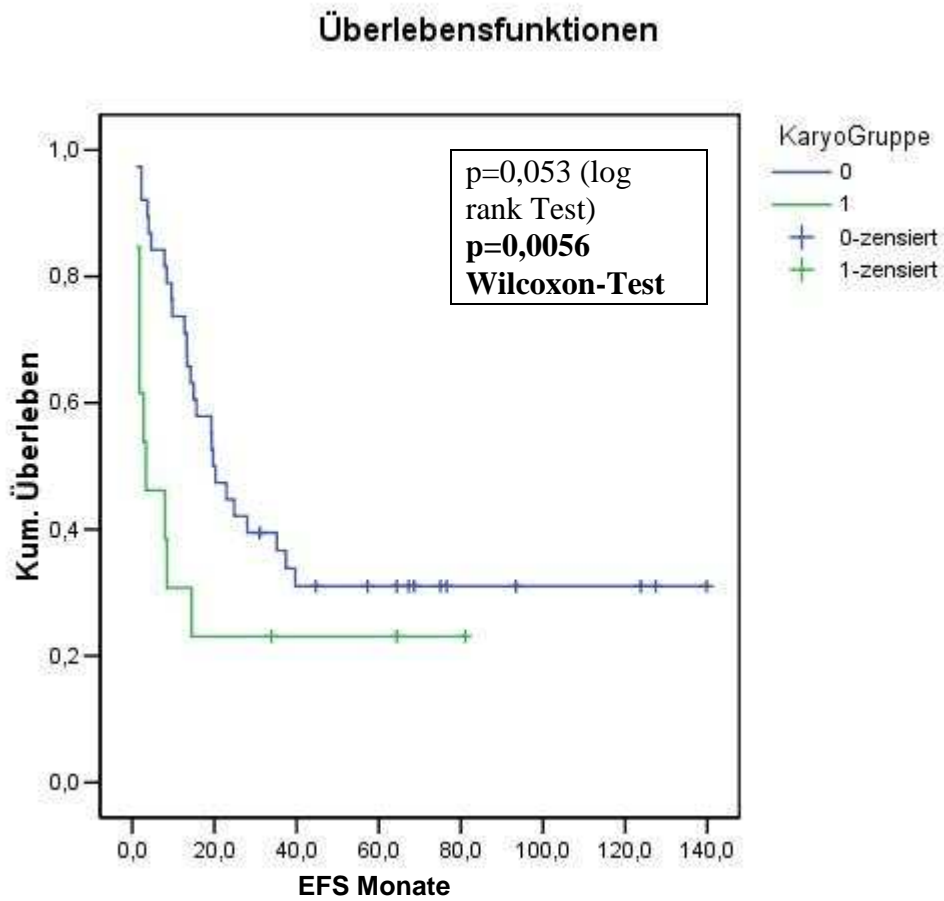 Überlebensfunktionen
KaryoGruppe
0
1
0-zensiert
1-zensiert
p=0,053 (log
rank Test)
p=0,0056
Wilcoxon-Test
Kum. Überleben
1,0
0,8
0,6
0,4
0,2
0,0
0,0 20,0 40,0 60,0 80,0 100,0 120,0 140,0
EFS Monate